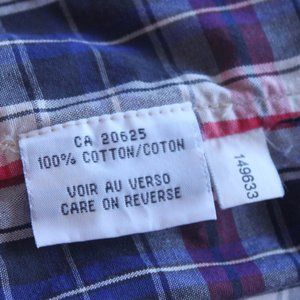 CA 20625
100% COTTON/COTON
VOIR AU VERSO
CARE ON REVERSE
149633